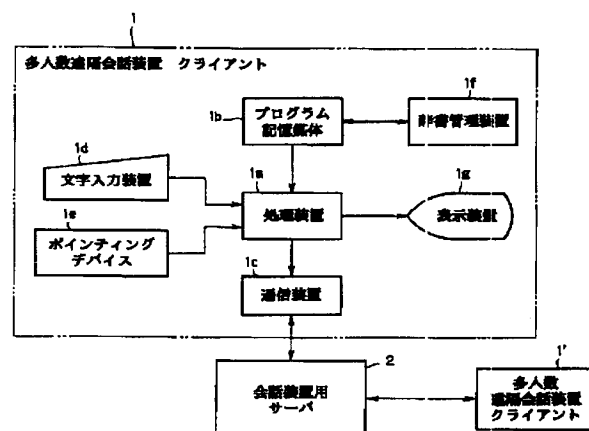 1
多人数遠隔会話装置 クライアント
1f
1b
プログラム
記憶媒体
管理装置
1d
文字入力装置
1a
処理装置
1g
表示装置
1e
ポインティング
デバイス
1c
通信装置
2
会話装置用
サーバ
1'
多人数
遠隔会話装置
クライアント